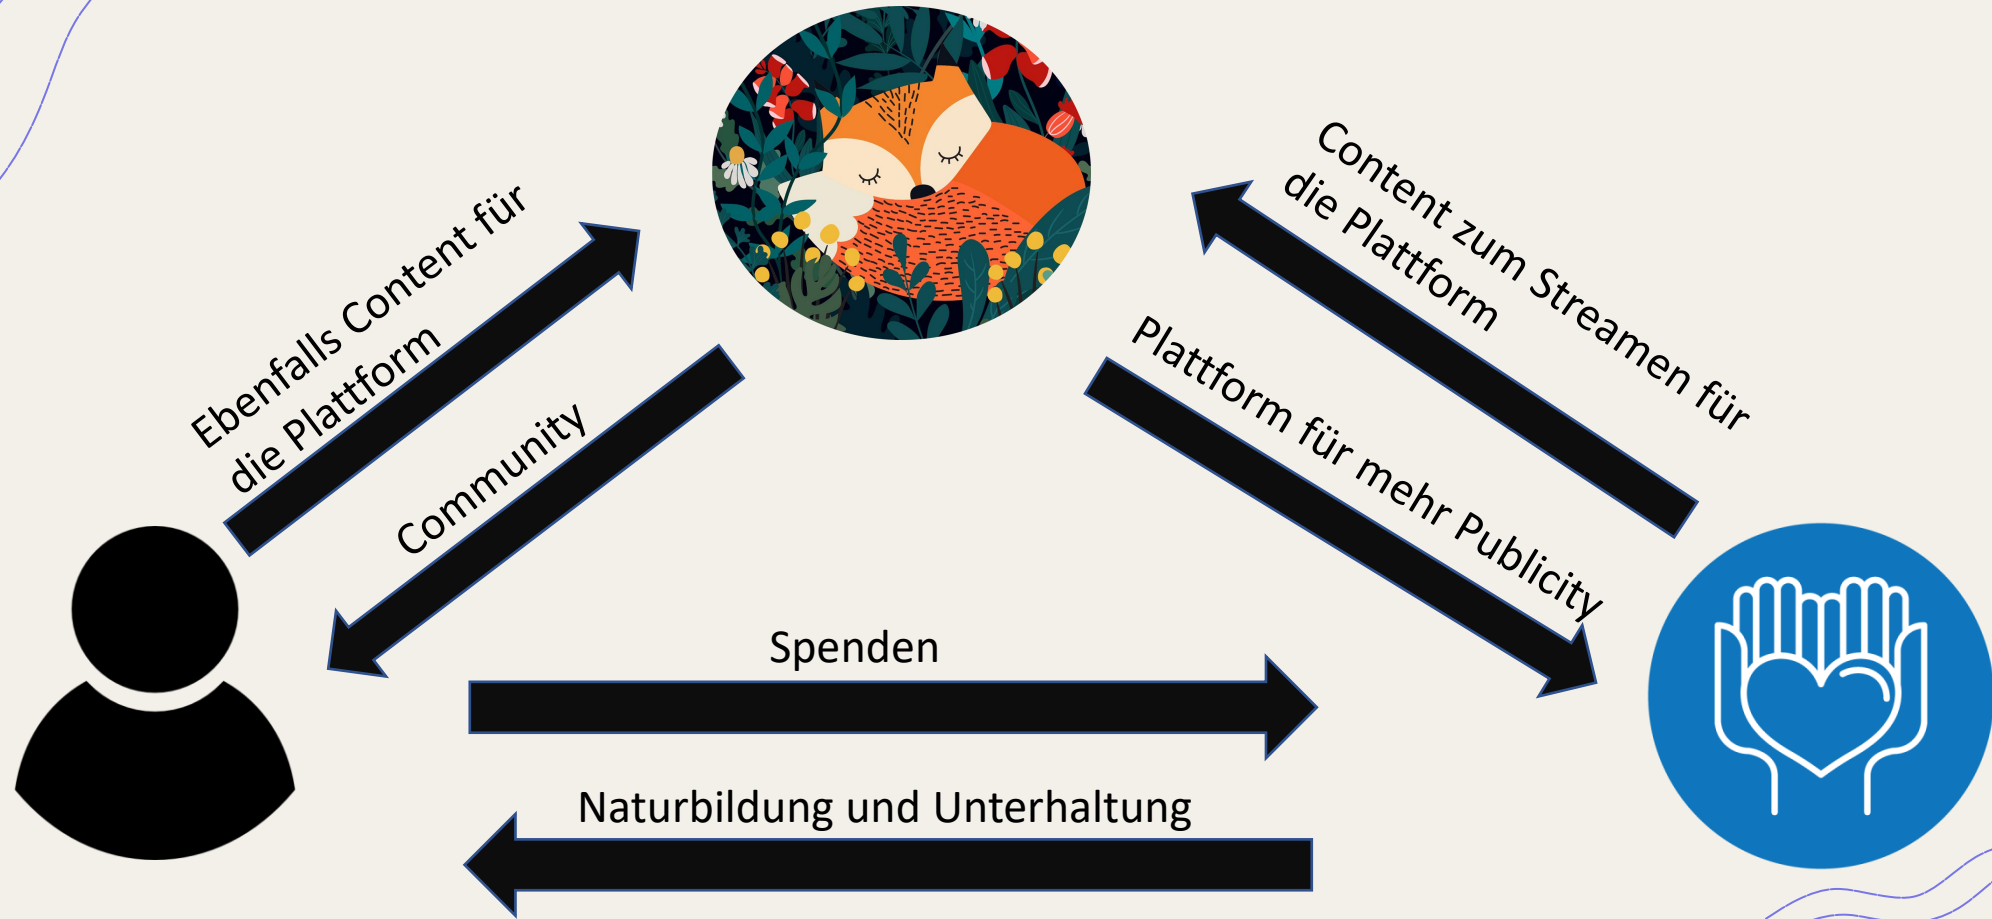 Ebenfalls Content für
die Plattform
Community
Content zum Streamen für
die Plattform
Plattform für mehr Publicity
Spenden
Naturbildung und Unterhaltung